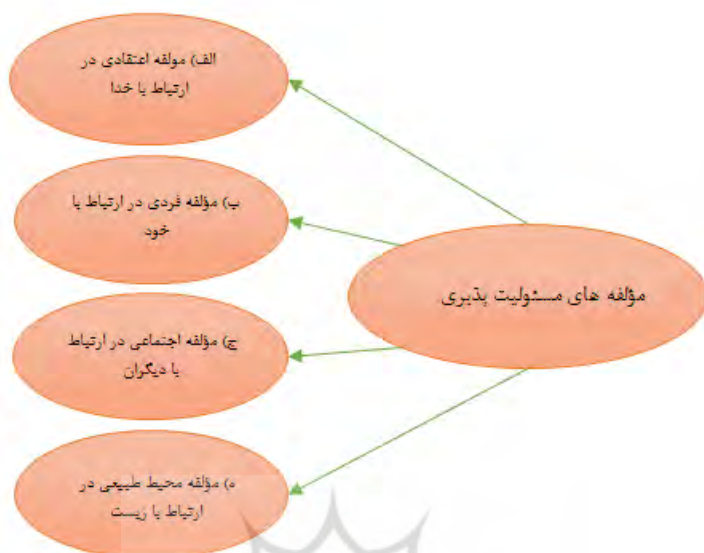 الف) مولفه اعتقادی در
ارتباط با خدا
ب) مؤلفه فردی در ارتباط با
خود
مؤلفه های مسئولیت پذیری
ج) مؤلفه اجتماعی در ارتباط
با دیگران
ه) مؤلفه محیط طبیعی در
ارتباط با زیست